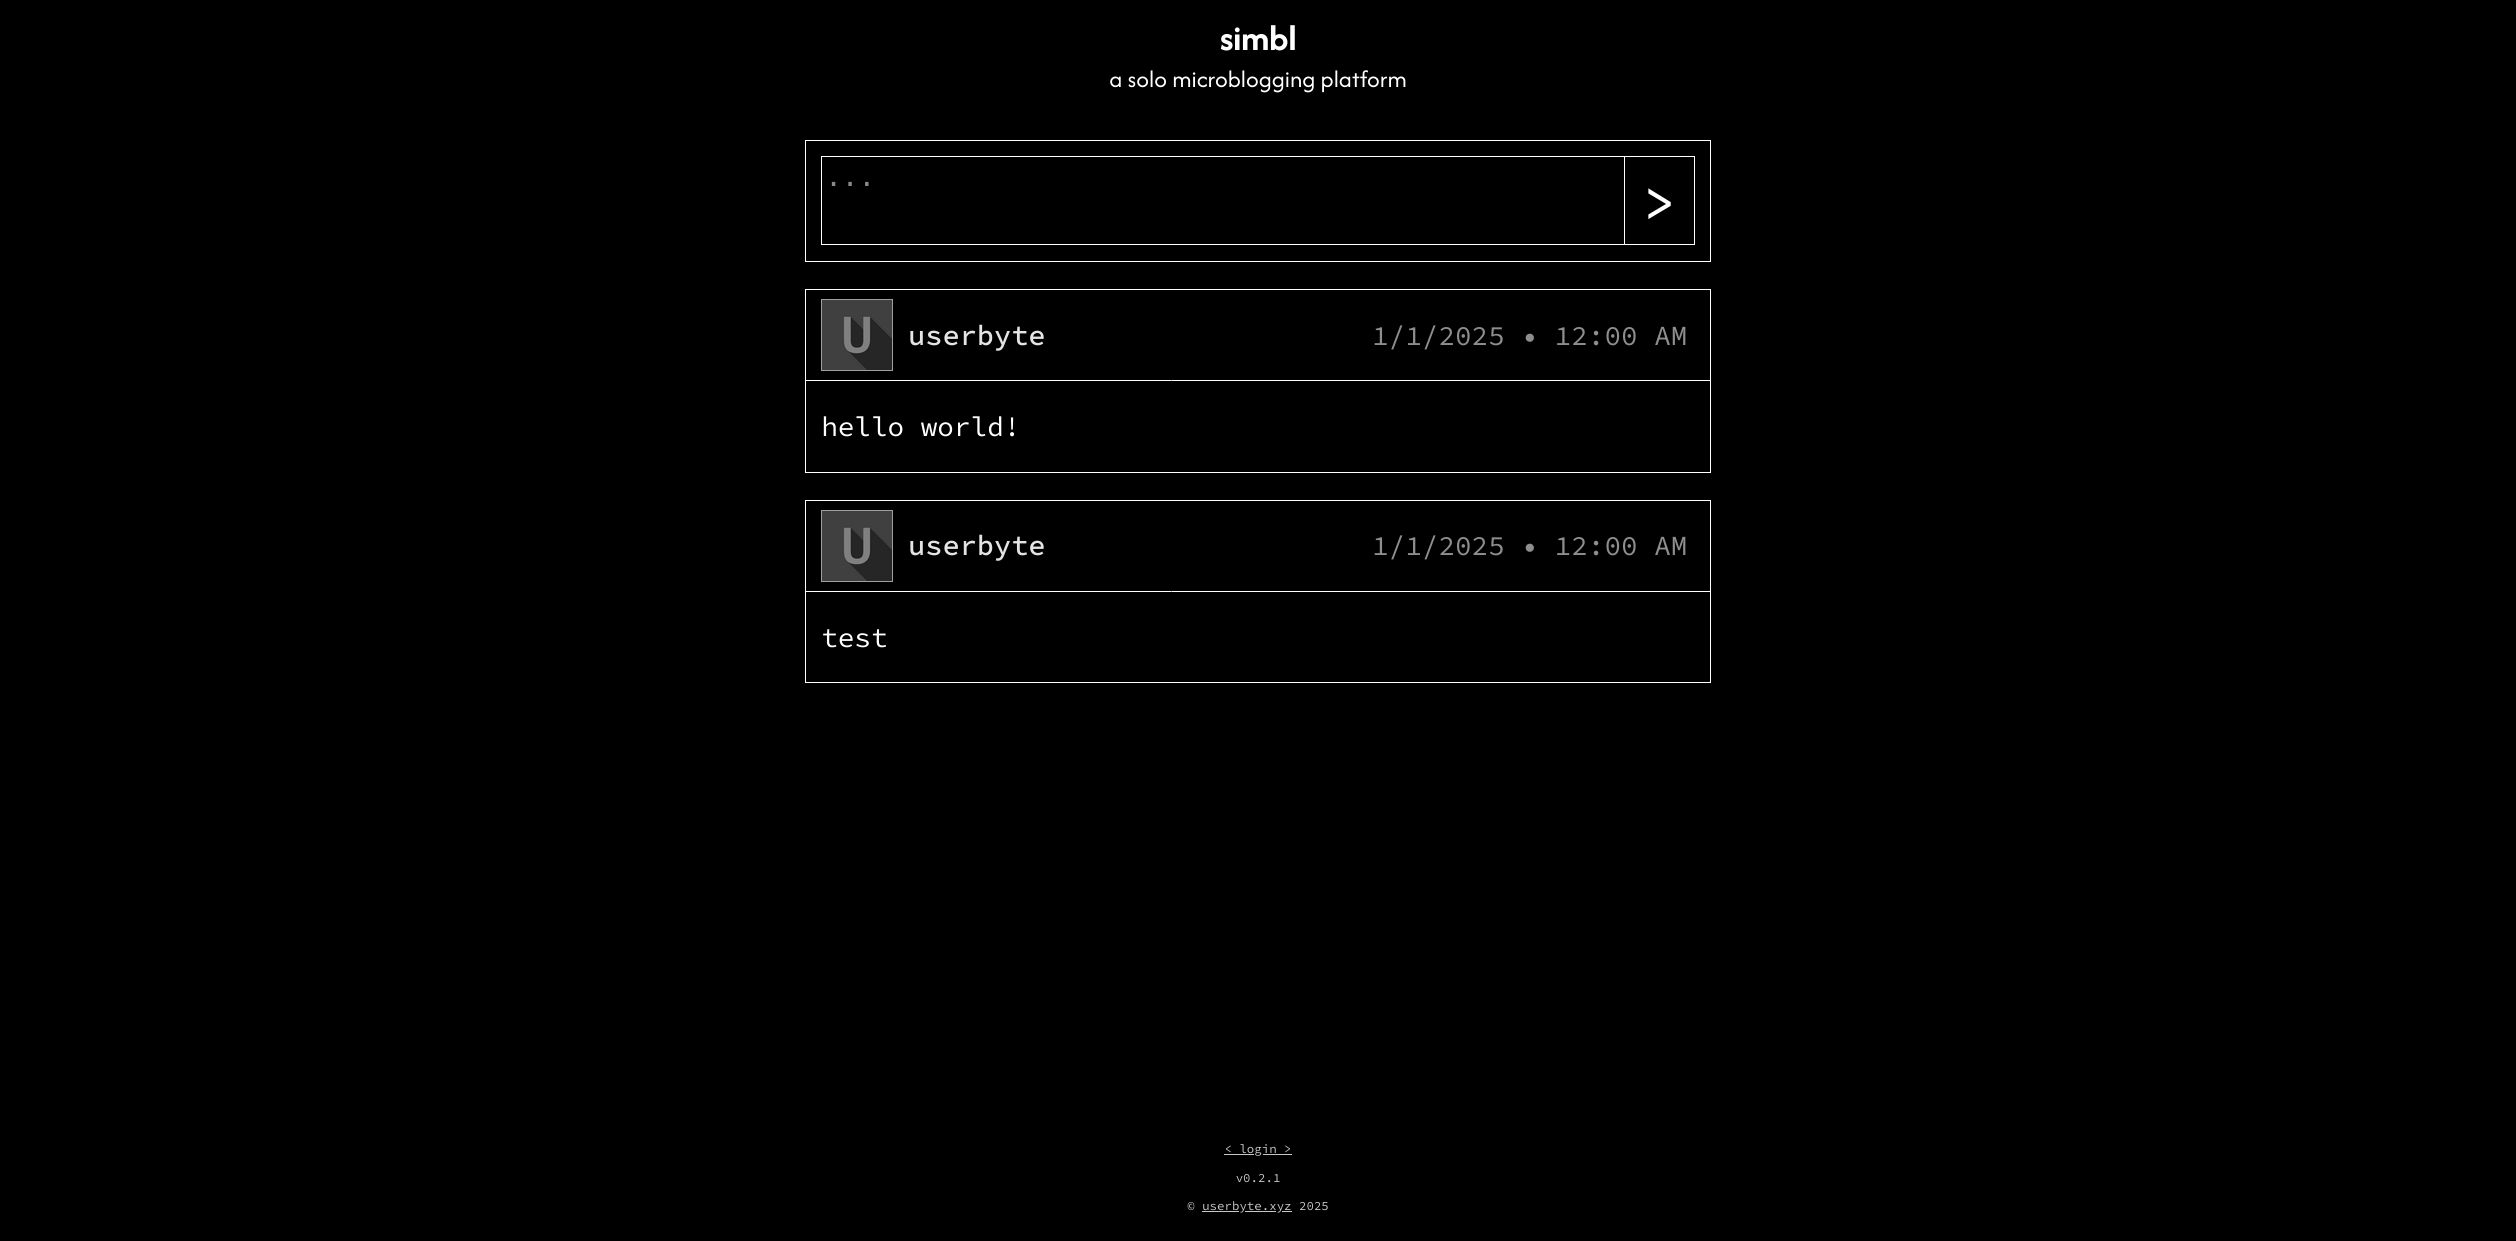 simbl
a solo microblogging platform
...
>
U userbyte 1/1/2025 • 12:00 AM
hello world!
U userbyte 1/1/2025 • 12:00 AM
test
< login >
v0.2.1
© userbyte.xyz 2025